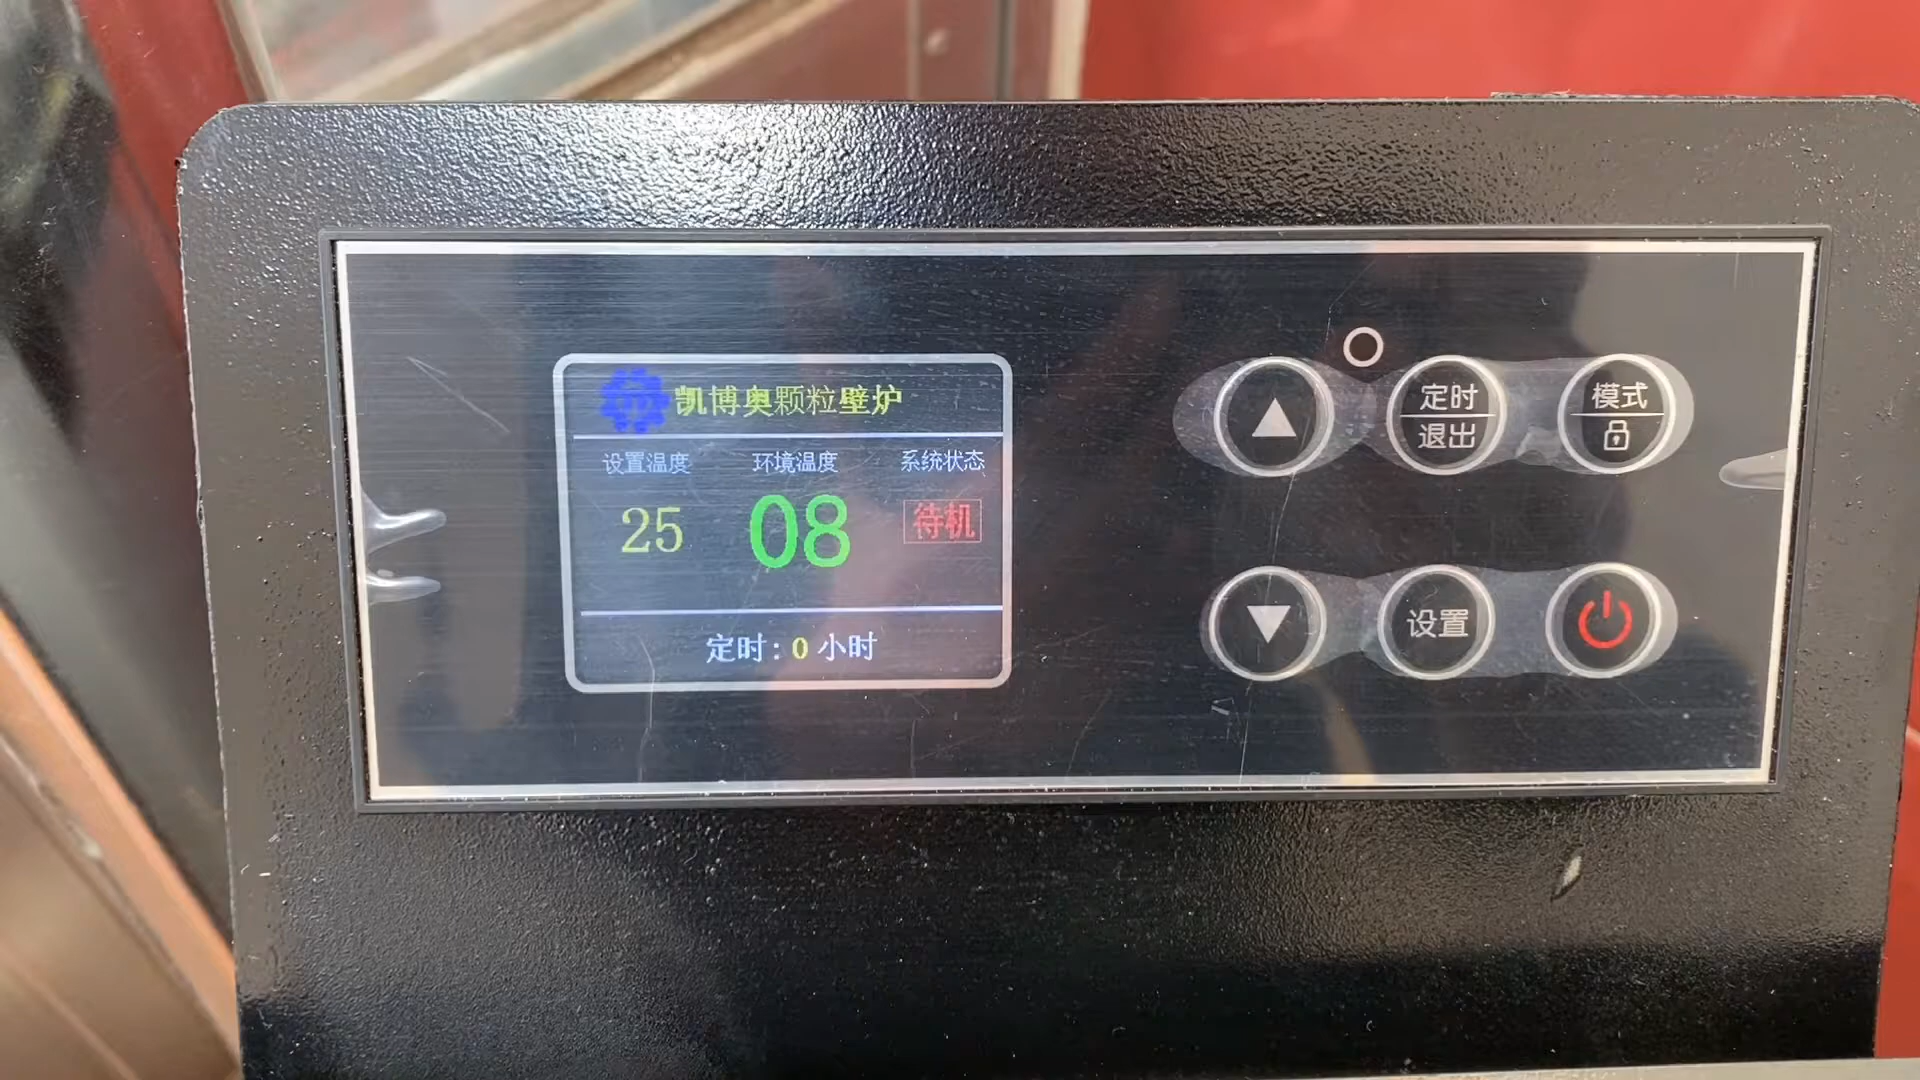 凯博奥颗粒壁炉
设置温度 环境温度 系统状态
25 08 待机
定时：0 小时
定时
退出
模式
设置